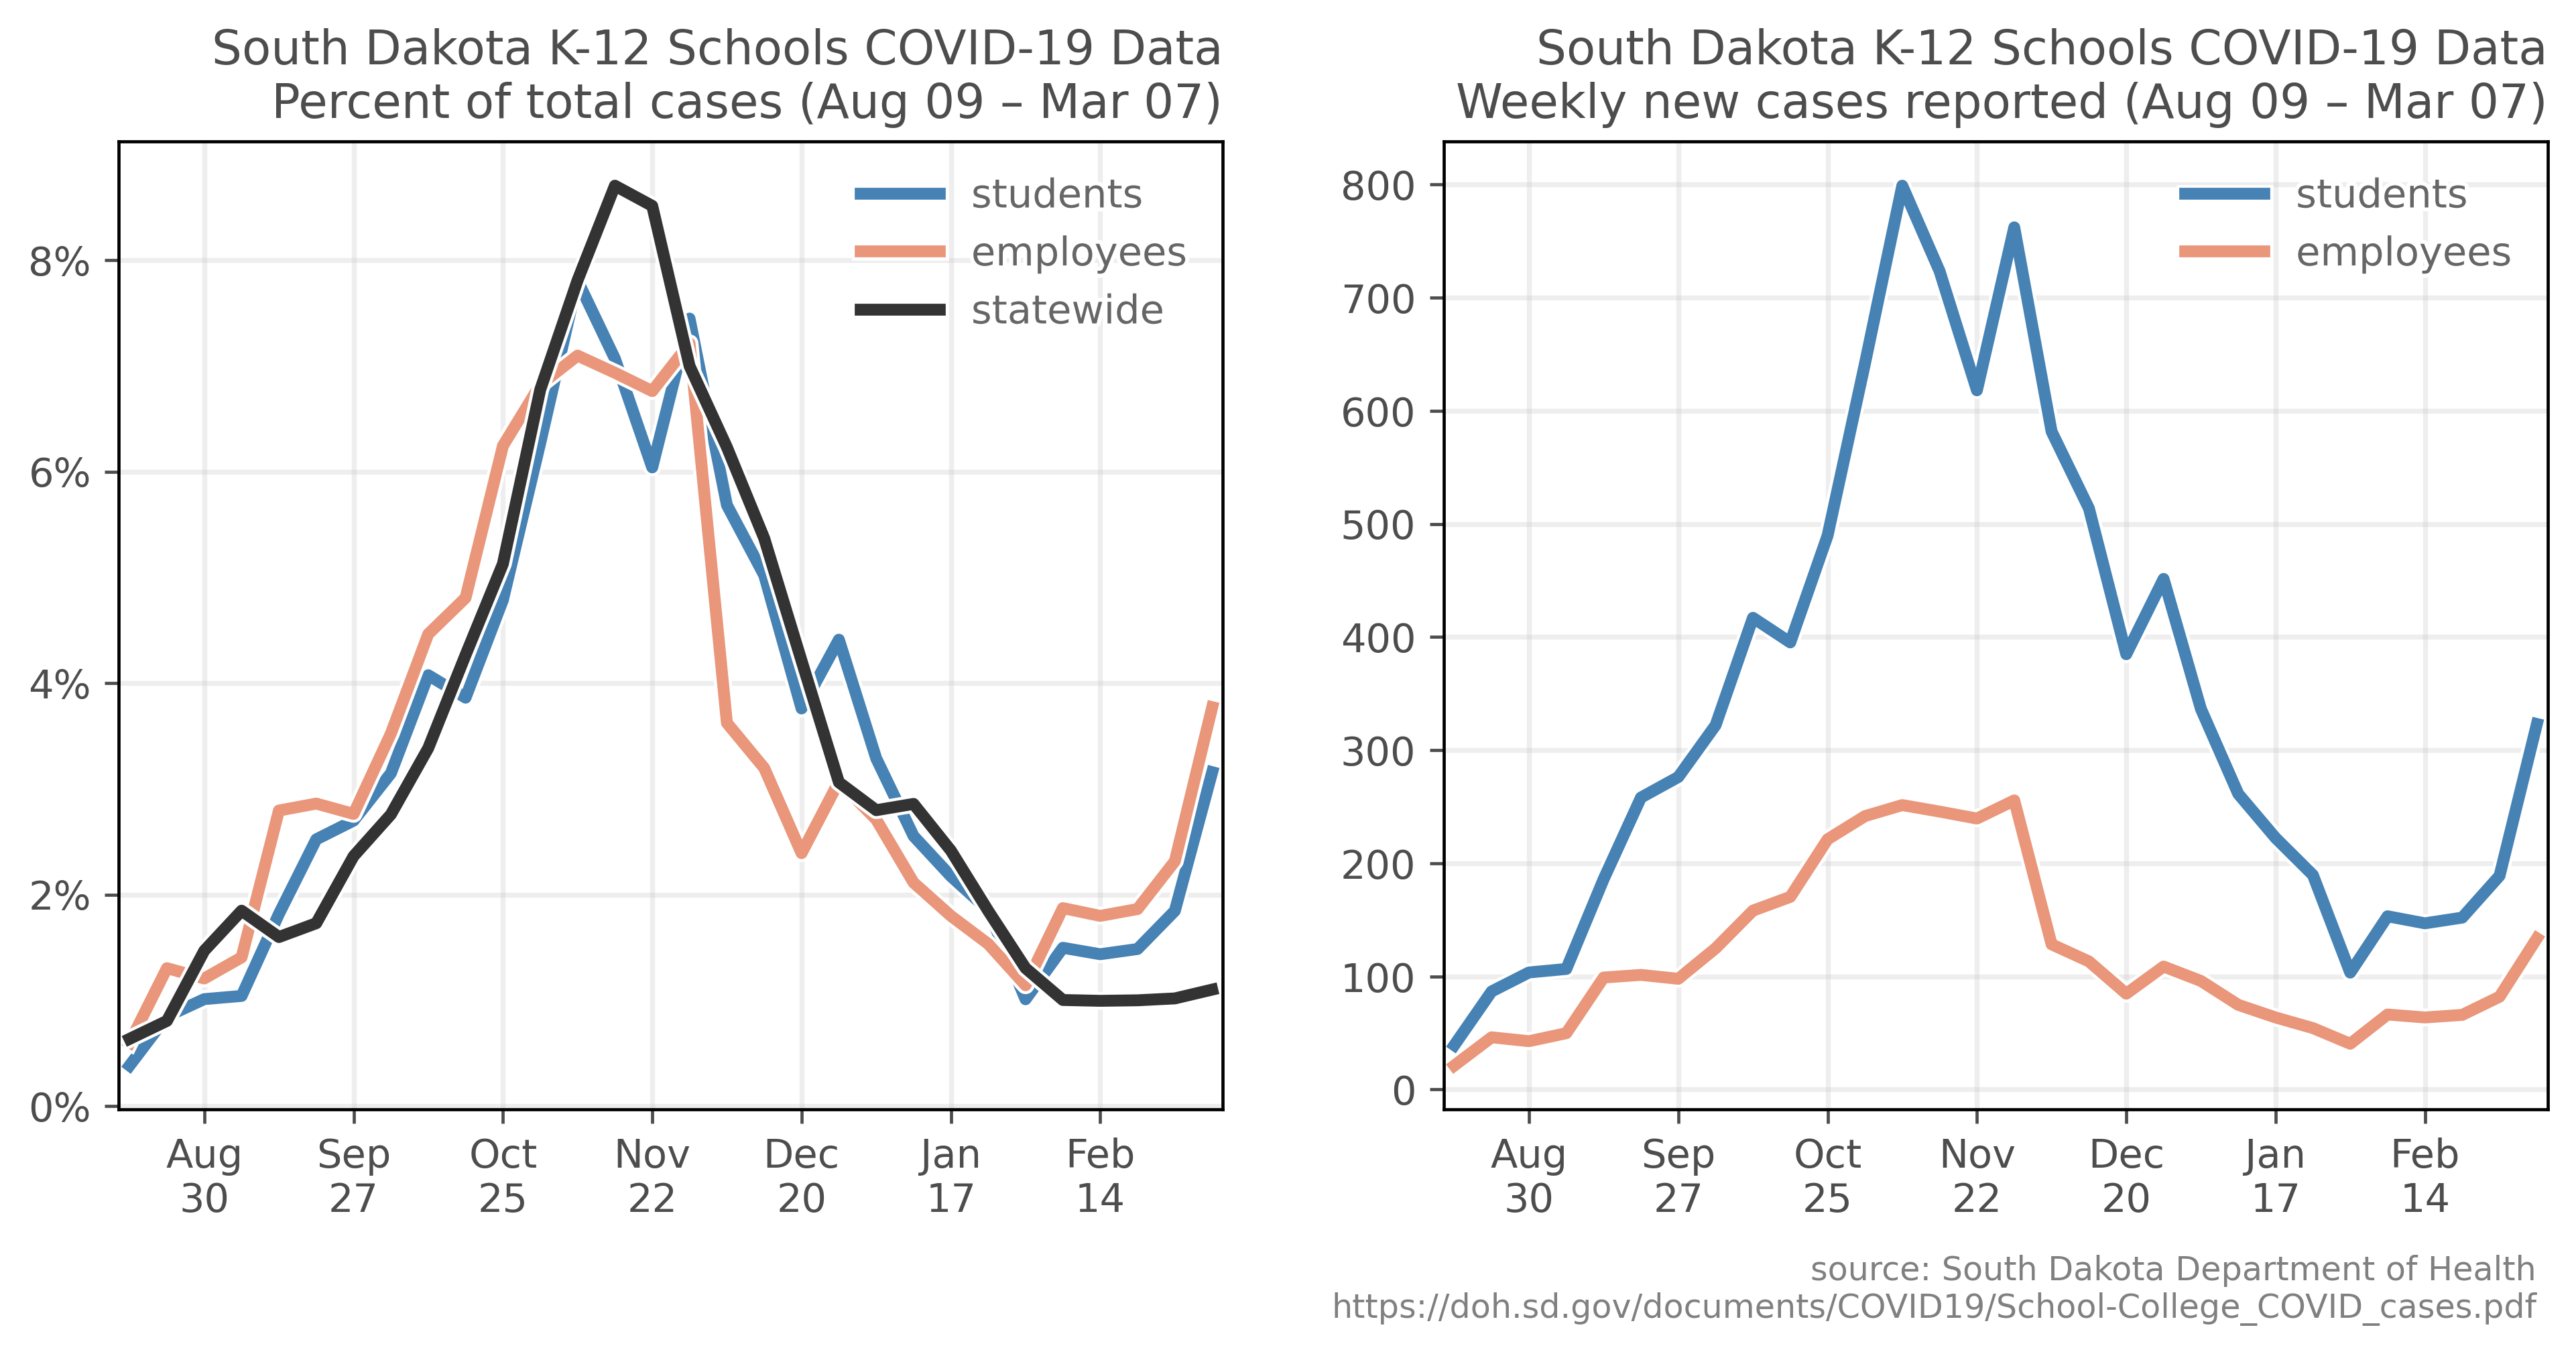 South Dakota K-12 Schools COVID-19 Data
Percent of total cases (Aug 09 – Mar 07)
students
employees
statewide
8%
6%
4%
2%
0%
Aug
30
Sep
27
Oct
25
Nov
22
Dec
20
Jan
17
Feb
14
South Dakota K-12 Schools COVID-19 Data
Weekly new cases reported (Aug 09 – Mar 07)
students
employees
800
700
600
500
400
300
200
100
0
Aug
30
Sep
27
Oct
25
Nov
22
Dec
20
Jan
17
Feb
14
source: South Dakota Department of Health
https://doh.sd.gov/documents/COVID19/School-College_COVID_cases.pdf